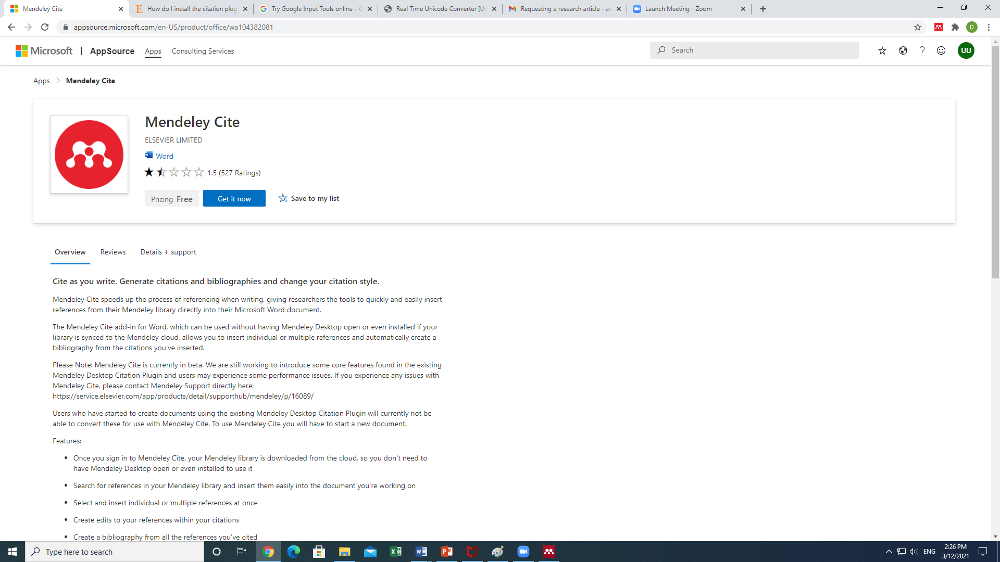 Mendeley Cite
How do I install the citation plug
Try Google Input Tools online – G
Real Time Unicode Converter [Un
Requesting a research article - ac
Launch Meeting - Zoom
appsource.microsoft.com/en-US/product/office/wa104382081
D
Microsoft | AppSource Apps Consulting Services
Search
UU
Apps > Mendeley Cite
Mendeley Cite
ELSEVIER LIMITED
Word
1.5 (527 Ratings)
Pricing Free
Get it now
Save to my list
Overview Reviews Details + support
Cite as you write. Generate citations and bibliographies and change your citation style.
Mendeley Cite speeds up the process of referencing when writing, giving researchers the tools to quickly and easily insert
references from their Mendeley library directly into their Microsoft Word document.
The Mendeley Cite add-in for Word, which can be used without having Mendeley Desktop open or even installed if your
library is synced to the Mendeley cloud, allows you to insert individual or multiple references and automatically create a
bibliography from the citations you've inserted.
Please Note: Mendeley Cite is currently in beta. We are still working to introduce some core features found in the existing
Mendeley Desktop Citation Plugin and users may experience some performance issues. If you experience any issues with
Mendeley Cite, please contact Mendeley Support directly here:
https://service.elsevier.com/app/products/detail/supporthub/mendeley/p/16089/
Users who have started to create documents using the existing Mendeley Desktop Citation Plugin will currently not be
able to convert these for use with Mendeley Cite. To use Mendeley Cite you will have to start a new document.
Features:
• Once you sign in to Mendeley Cite, your Mendeley library is downloaded from the cloud, so you don't need to
have Mendeley Desktop open or even installed to use it
• Search for references in your Mendeley library and insert them easily into the document you're working on
• Select and insert individual or multiple references at once
• Create edits to your references within your citations
• Create a bibliography from all the references you've cited
Type here to search
ENG
2:26 PM
3/12/2021